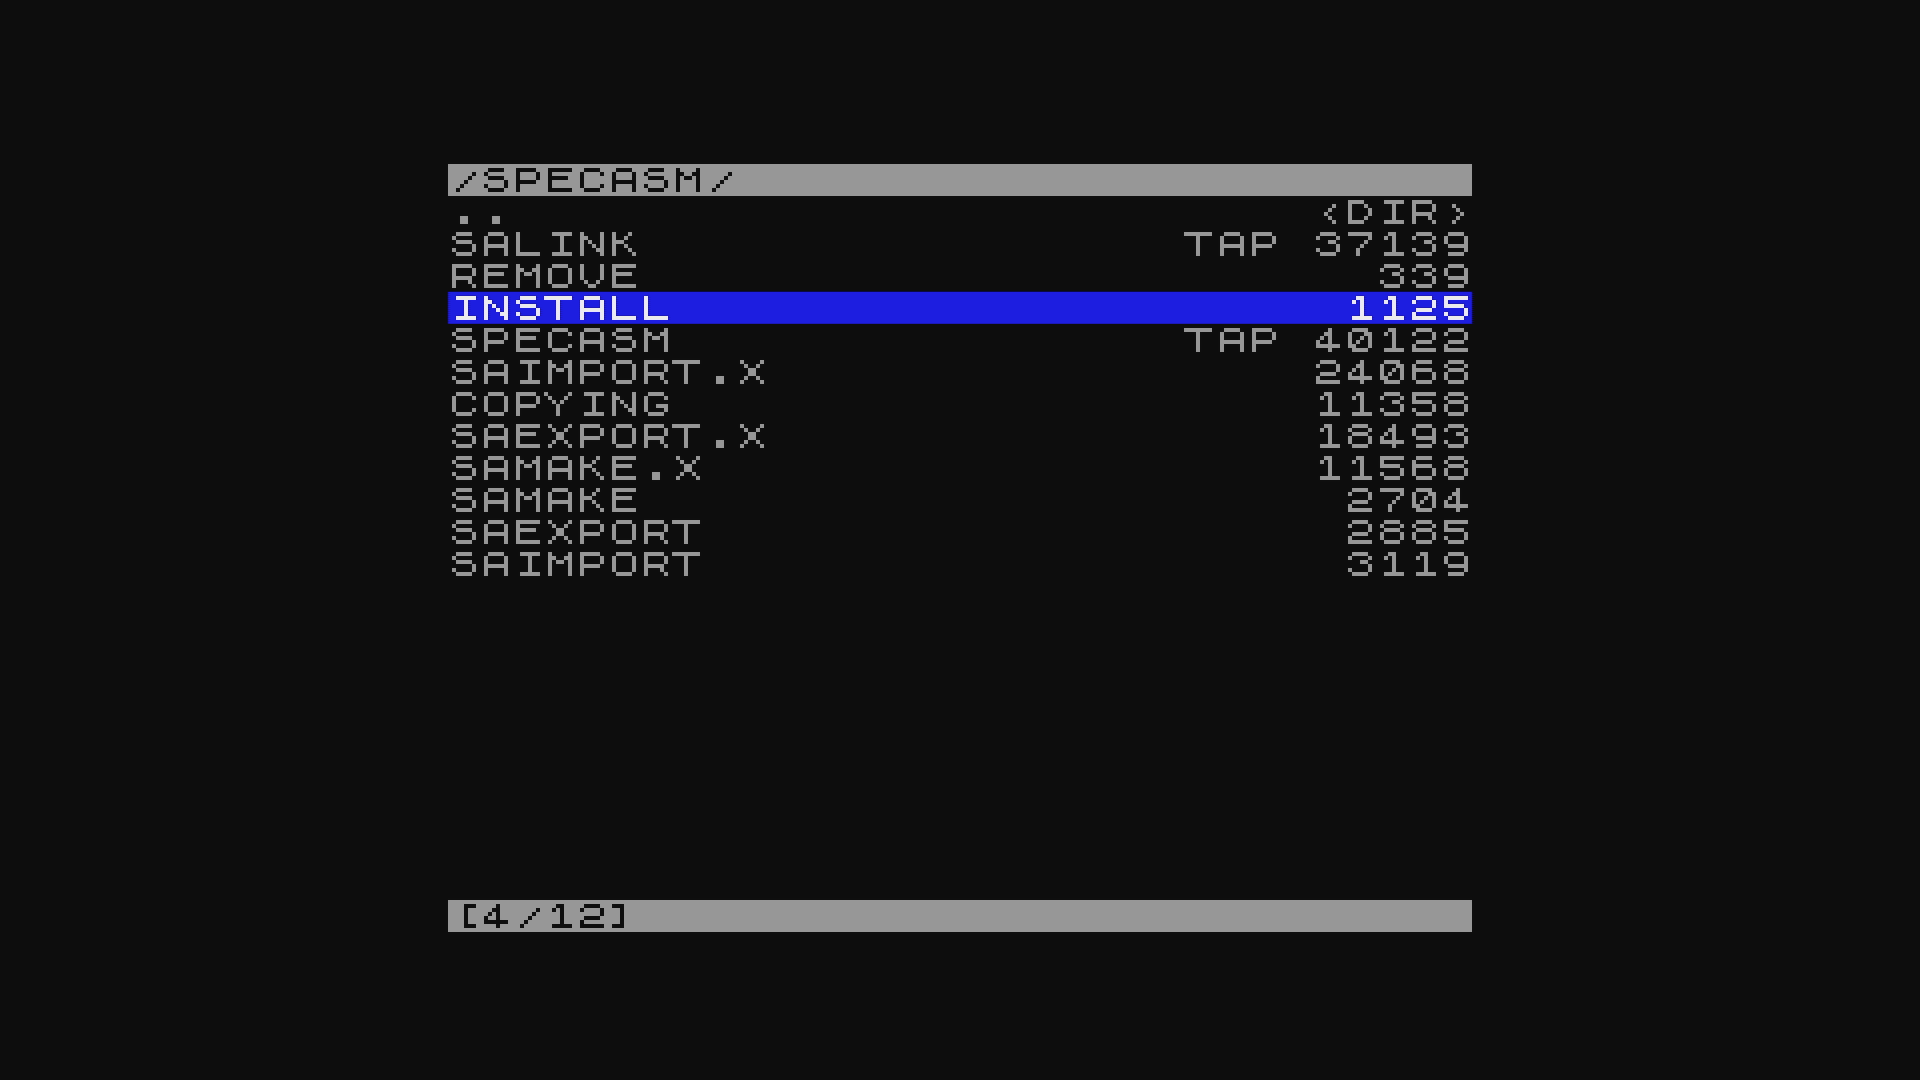 /SPECASM/
.. <DIR>
SALINK TAP 37139
REMOVE 339
INSTALL 1125
SPECASM TAP 40122
SAIMPORT.X 24068
COPYING 11358
SAEXPORT.X 18493
SAMAKE.X 11568
SAMAKE 2704
SAEXPORT 2885
SAIMPORT 3119
[4/12]